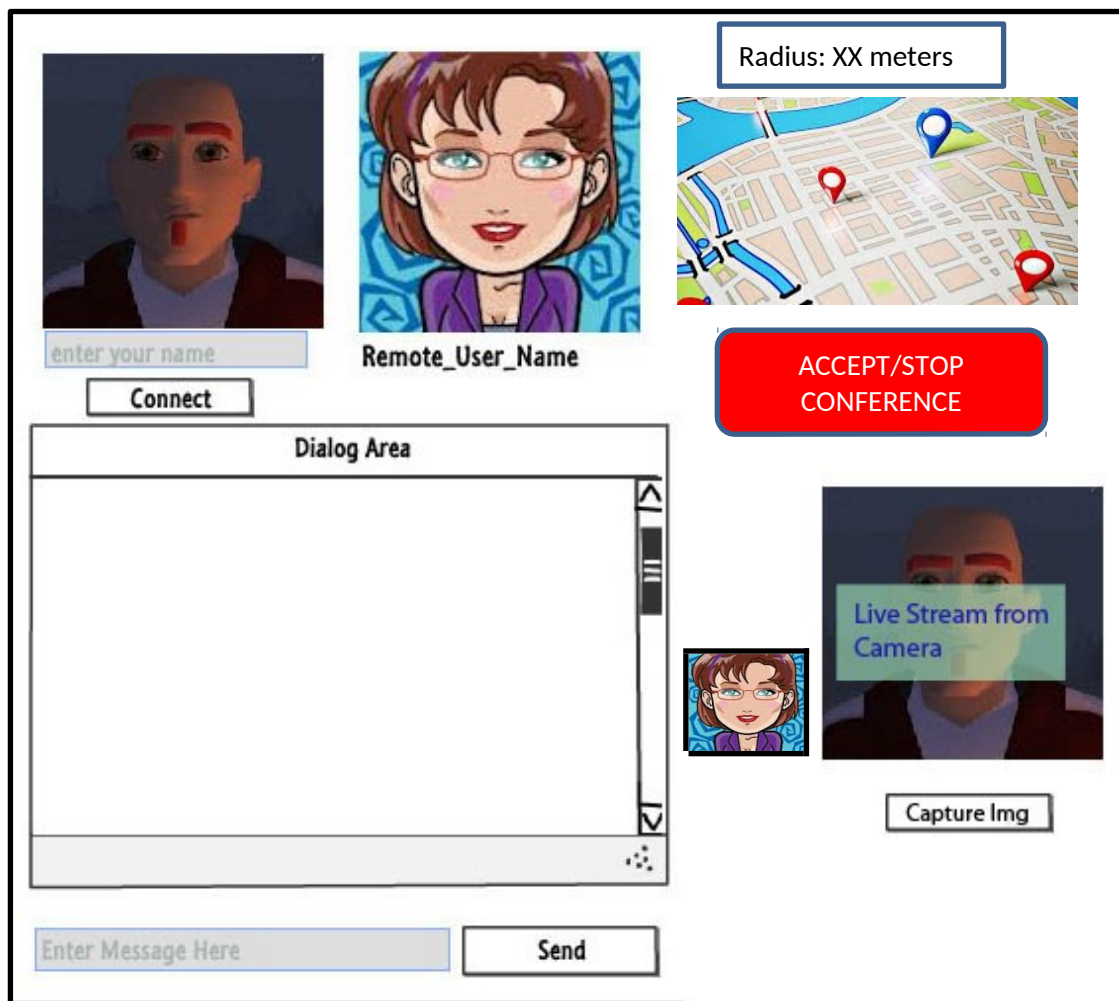 Radius: XX meters
enter your name
Remote_User_Name
Connect
ACCEPT/STOP
CONFERENCE
Dialog Area
Live Stream from
Camera
Capture Img
Enter Message Here
Send